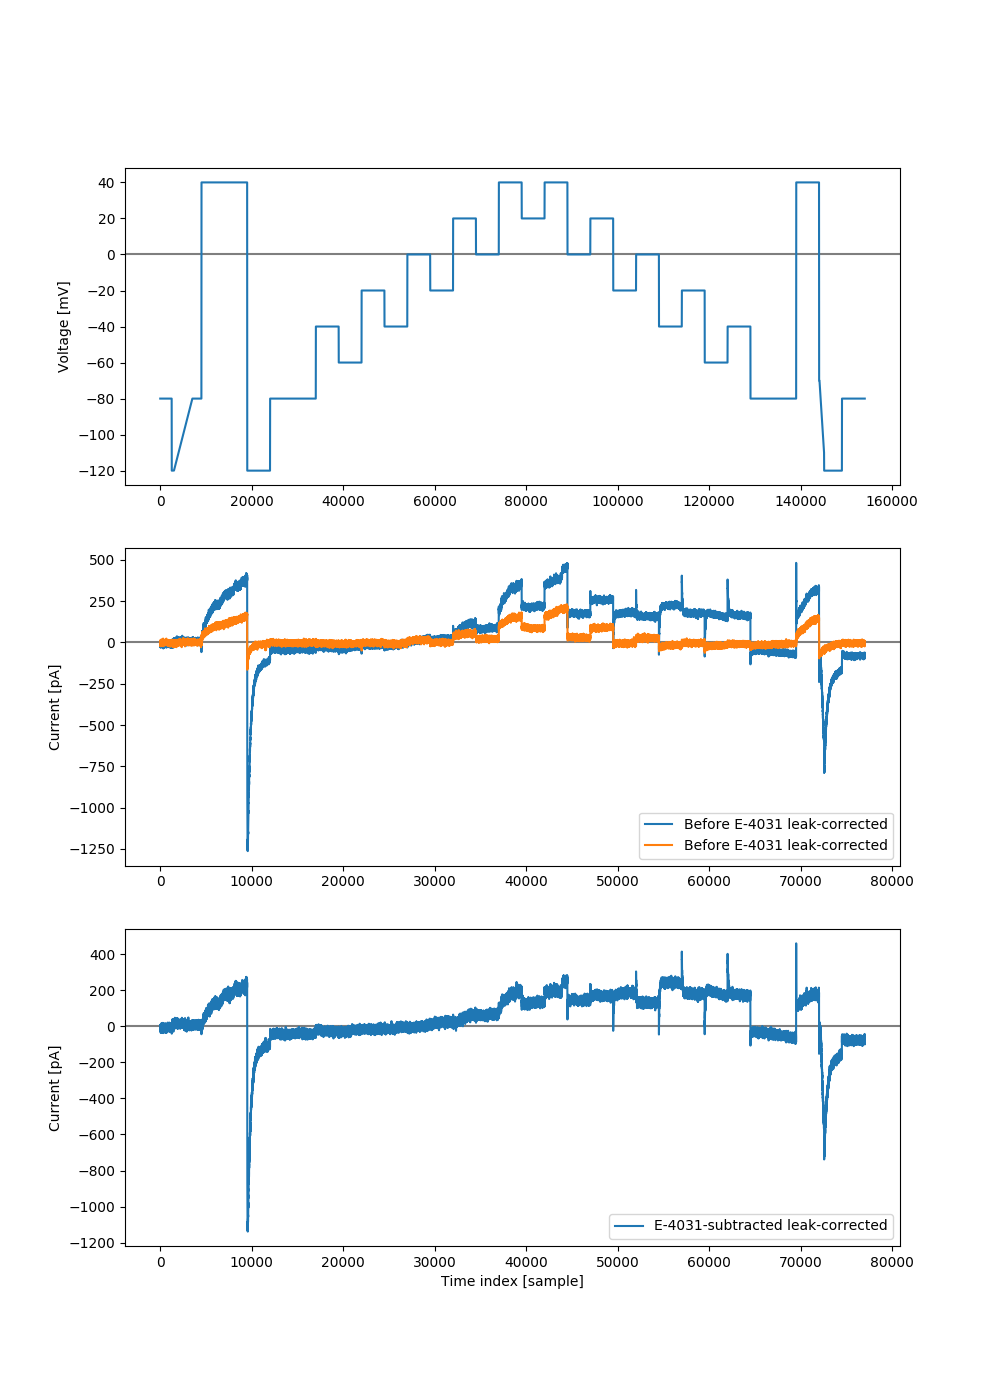 40
20
0
−20
−40
−60
−80
−100
−120
Voltage [mV]
0 20000 40000 60000 80000 100000 120000 140000 160000
500
250
0
−250
−500
−750
−1000
−1250
Current [pA]
Before E-4031 leak-corrected
Before E-4031 leak-corrected
0 10000 20000 30000 40000 50000 60000 70000 80000
400
200
0
−200
−400
−600
−800
−1000
−1200
Current [pA]
E-4031-subtracted leak-corrected
0 10000 20000 30000 40000 50000 60000 70000 80000
Time index [sample]